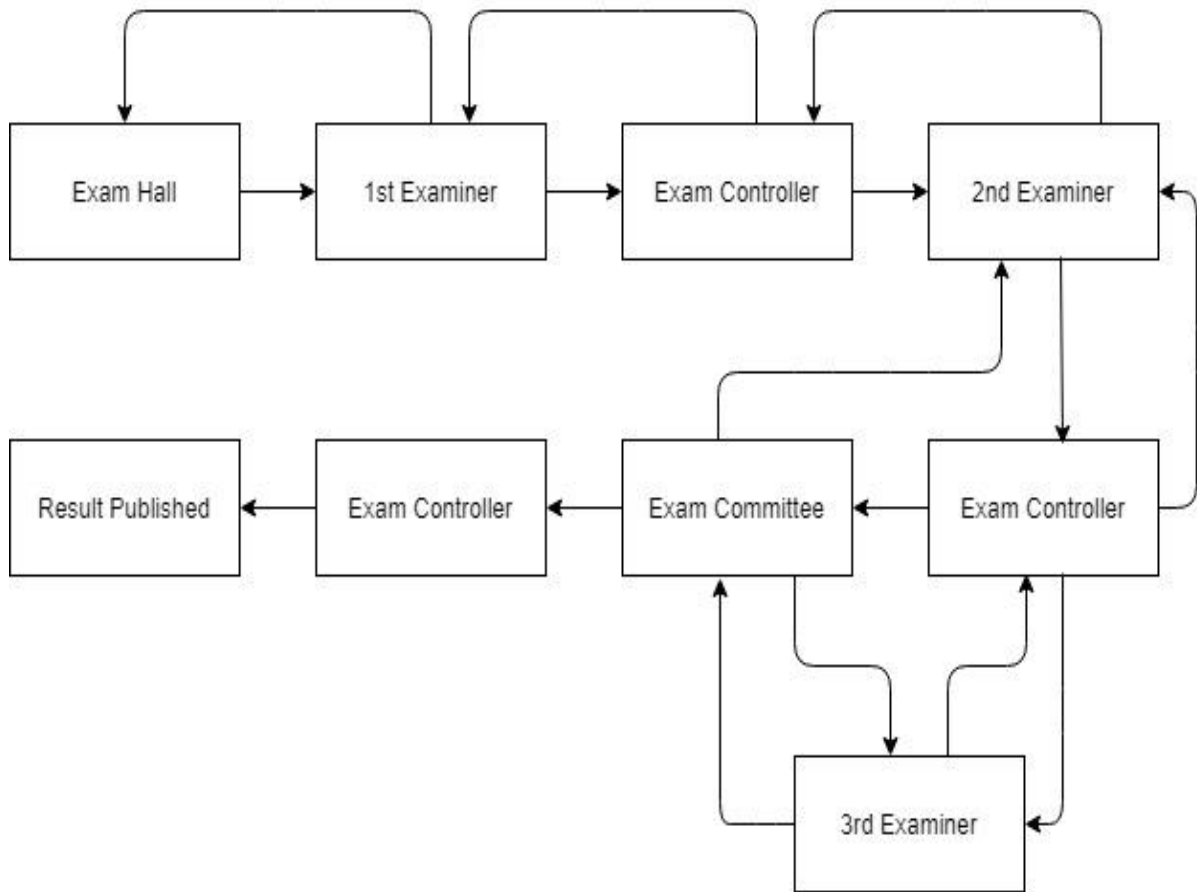 Exam Hall
1st Examiner
Exam Controller
2nd Examiner
Result Published
Exam Controller
Exam Committee
Exam Controller
3rd Examiner